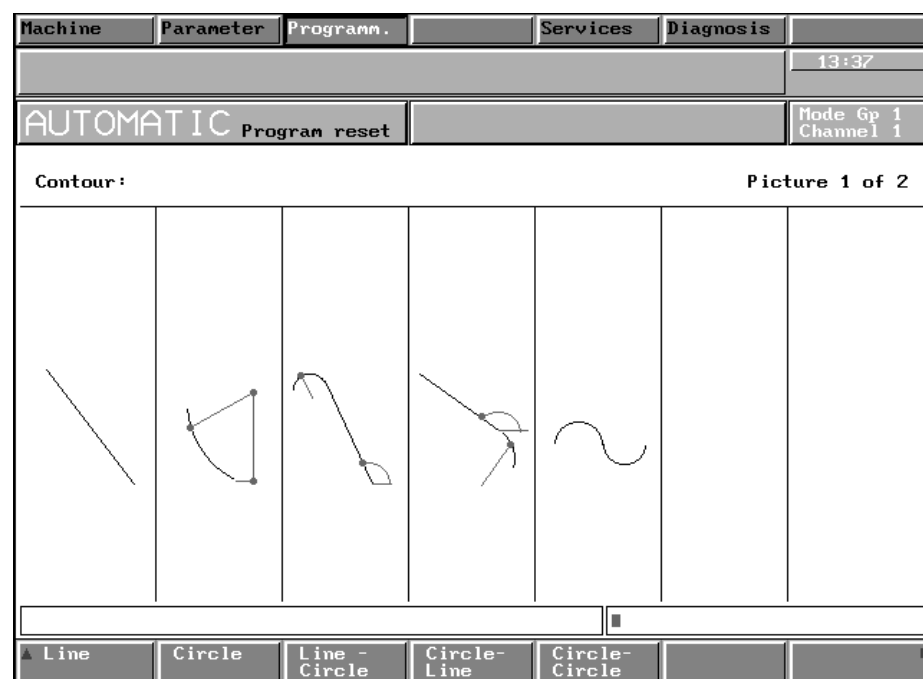 Machine Parameter Programm. Services Diagnosis
13:37
AUTOMATIC Program reset
Mode Gp 1
Channel 1
Contour: Picture 1 of 2
Line
Circle
Line -
Circle
Circle-
Line
Circle-
Circle